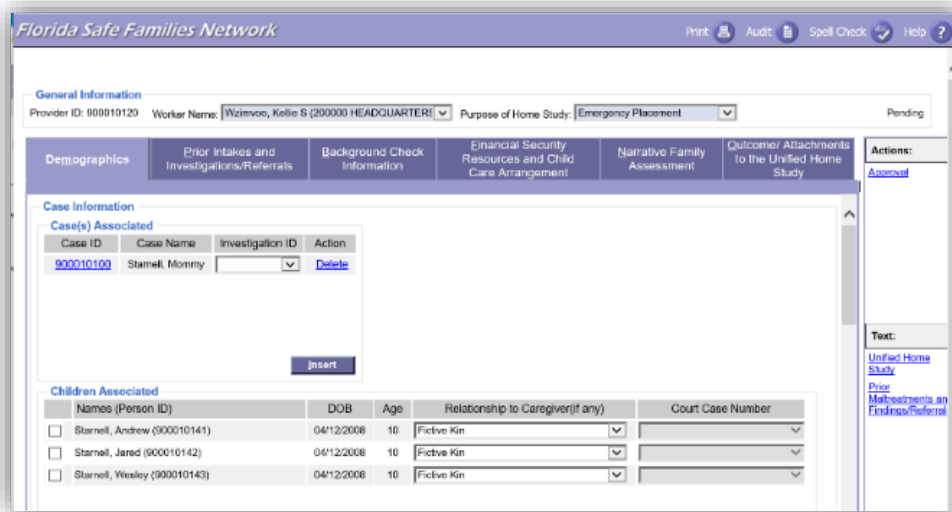 Florida Safe Families Network
Print Audit Spell Check Help ?
General Information
Provider ID: 900010120 Worker Name: Wzimvoo, Kellie S (200000 HEADQUARTERS Purpose of Home Study: Emergency Placement Pending
Demographics
Prior Intakes and
Investigations/Referrals
Background Check
Information
Financial Security
Resources and Child
Care Arrangement
Narrative Family
Assessment
Outcome/ Attachments
to the Unified Home
Study
Actions:
Approval
Case Information
Case(s) Associated
Case ID Case Name Investigation ID Action
900010100 Starnell, Mommy Delete
Insert
Text:
Unified Home
Study
Prior
Maltreatments an
Findings/Referral
Children Associated
Names (Person ID) DOB Age Relationship to Caregiver(if any) Court Case Number
Starnell, Andrew (900010141) 04/12/2008 10 Fictive Kin
Starnell, Jared (900010142) 04/12/2008 10 Fictive Kin
Starnell, Wesley (900010143) 04/12/2008 10 Fictive Kin